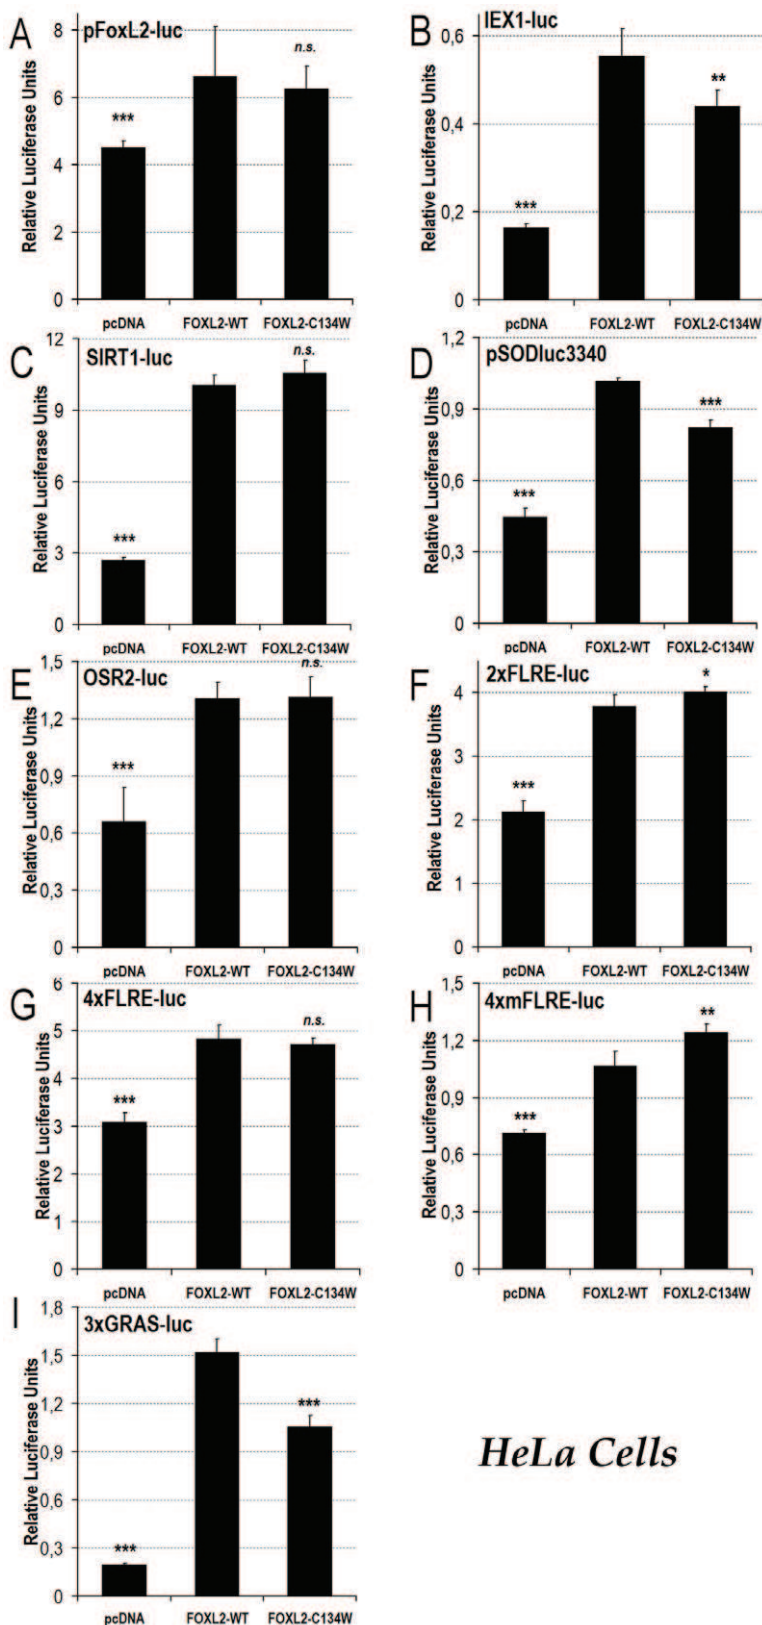 A
pFoxL2-luc
n.s.
***
Relative Luciferase Units
8
6
4
2
0
pcDNA FOXL2-WT FOXL2-C134W
B
IEX1-luc
**
***
Relative Luciferase Units
0,6
0,4
0,2
0
pcDNA FOXL2-WT FOXL2-C134W
C
SIRT1-luc
n.s.
***
Relative Luciferase Units
12
9
6
3
0
pcDNA FOXL2-WT FOXL2-C134W
D
pSODluc3340
***
***
Relative Luciferase Units
1,2
0,9
0,6
0,3
0
pcDNA FOXL2-WT FOXL2-C134W
E
OSR2-luc
n.s.
***
Relative Luciferase Units
1,5
1,2
0,9
0,6
0,3
0
pcDNA FOXL2-WT FOXL2-C134W
F
2xFLRE-luc
*
***
Relative Luciferase Units
4
3
2
1
0
pcDNA FOXL2-WT FOXL2-C134W
G
4xFLRE-luc
n.s.
***
Relative Luciferase Units
6
5
4
3
2
1
0
pcDNA FOXL2-WT FOXL2-C134W
H
4xmFLRE-luc
**
***
Relative Luciferase Units
1,5
1,2
0,9
0,6
0,3
0
pcDNA FOXL2-WT FOXL2-C134W
I
3xGRAS-luc
***
***
Relative Luciferase Units
1,8
1,5
1,2
0,9
0,6
0,3
0
pcDNA FOXL2-WT FOXL2-C134W
HeLa Cells